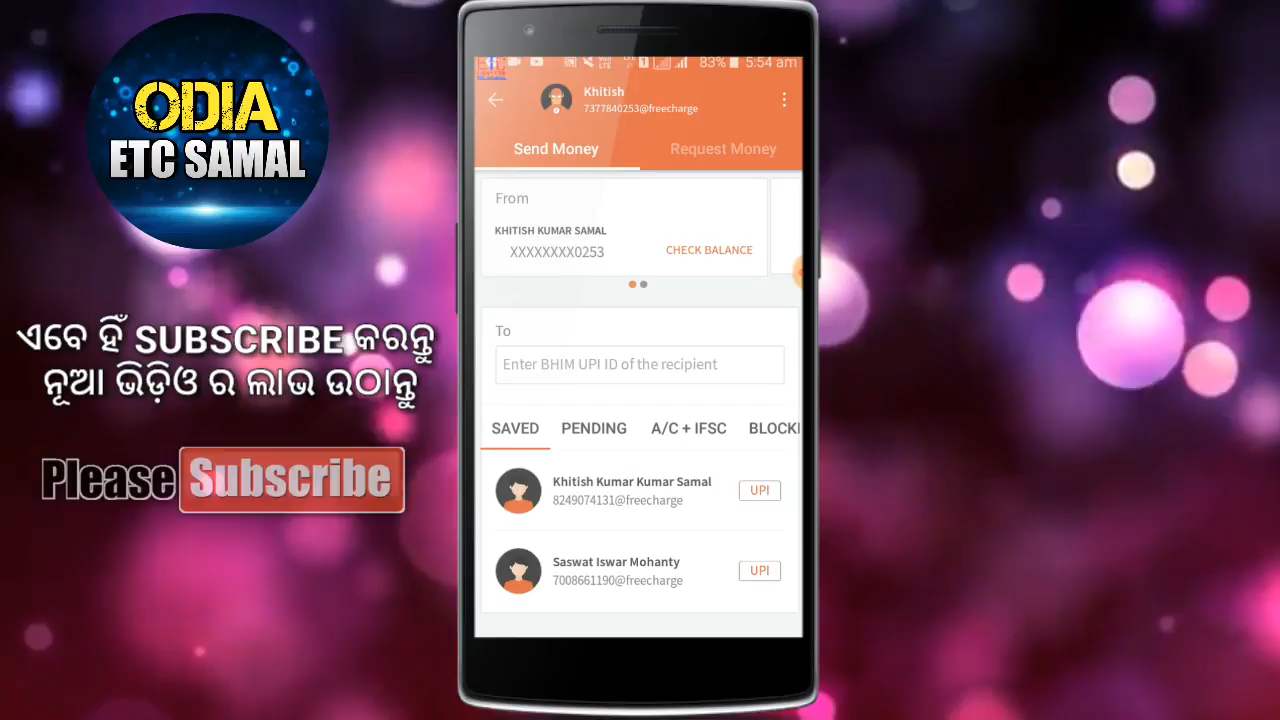 ODIA
ETC SAMAL
ଏବେ ହିଁ SUBSCRIBE କରନ୍ତୁ
ନୂଆ ଭିଡ଼ିଓ ର ଲାଭ ଉଠାନ୍ତୁ
Please Subscribe
83% 5:54 am
Khitish
7377840253@freecharge
Send Money Request Money
From
KHITISH KUMAR SAMAL
XXXXXXXX0253 CHECK BALANCE
To
Enter BHIM UPI ID of the recipient
SAVED PENDING A/C + IFSC BLOCKI
Khitish Kumar Kumar Samal
8249074131@freecharge UPI
Saswat Iswar Mohanty
7008661190@freecharge UPI